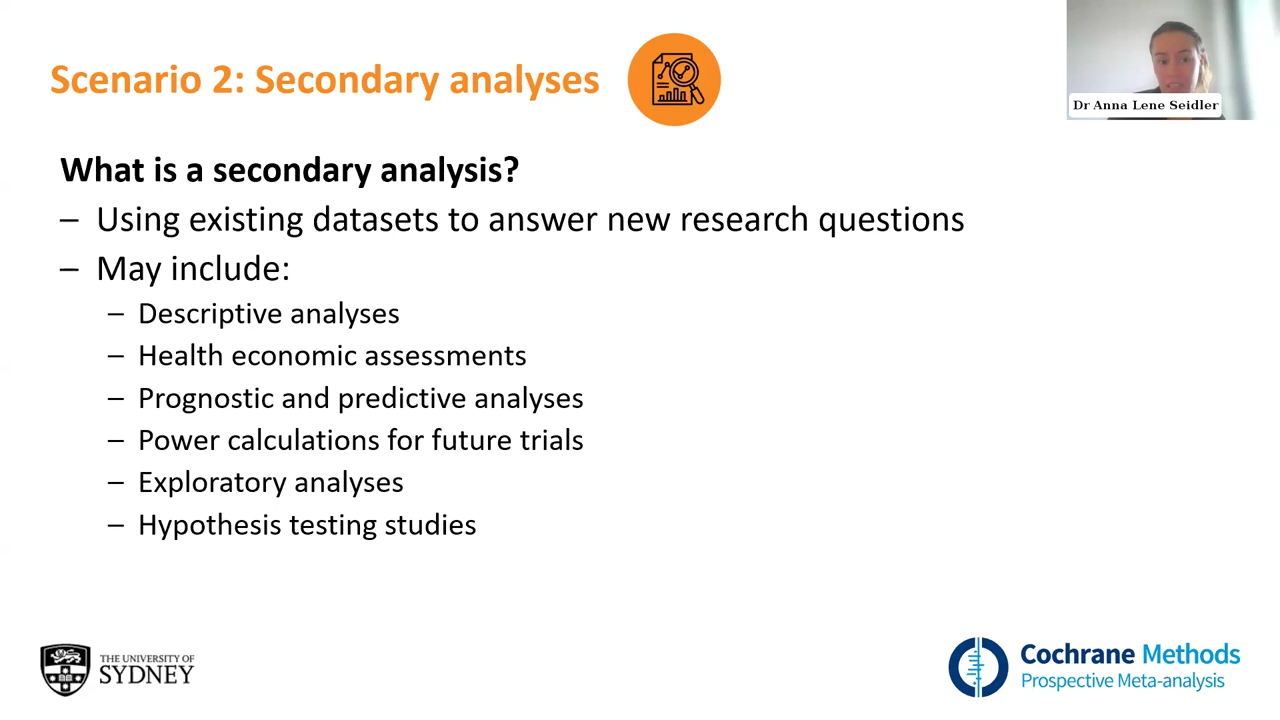 Scenario 2: Secondary analyses
Dr Anna Lene Seidler
What is a secondary analysis?
– Using existing datasets to answer new research questions
– May include:
– Descriptive analyses
– Health economic assessments
– Prognostic and predictive analyses
– Power calculations for future trials
– Exploratory analyses
– Hypothesis testing studies
THE UNIVERSITY OF
SYDNEY
Cochrane Methods
Prospective Meta-analysis